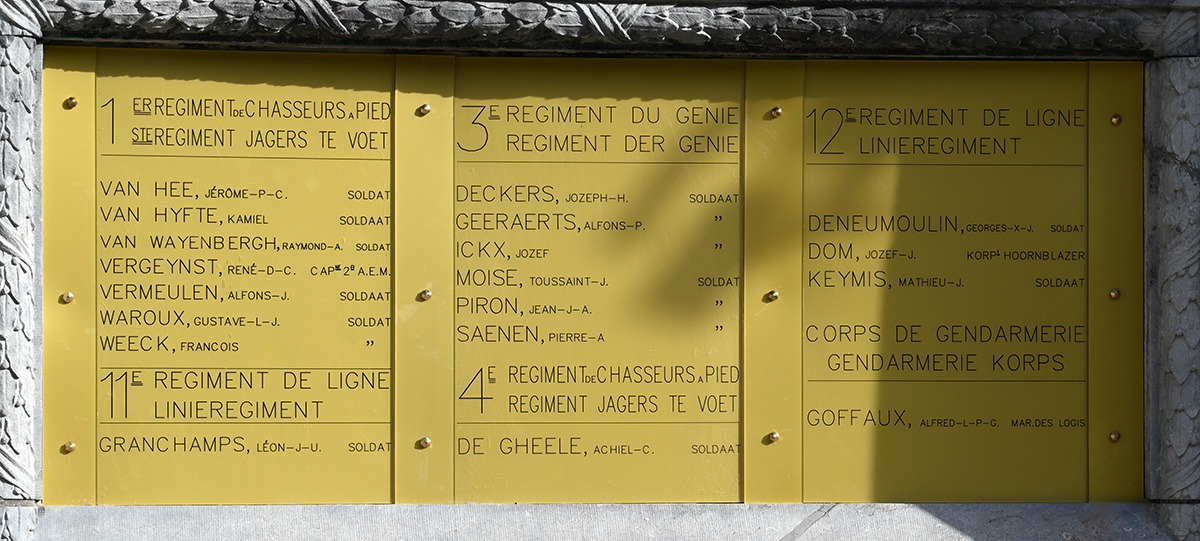 1 ER REGIMENT DE CHASSEURS A PIED
STE REGIMENT JAGERS TE VOET
VAN HEE, JÉRÔME-P-C. SOLDAT
VAN HYFTE, KAMIEL SOLDAAT
VAN WAYENBERGH, RAYMOND-A. SOLDAT
VERGEYNST, RENÉ-D-C. CAP 2 A.E.M.
VERMEULEN, ALFONS-J. SOLDAAT
WAROUX, GUSTAVE-L-J. SOLDAT
WEECK, FRANCOIS ”
11E REGIMENT DE LIGNE
LINIEREGIMENT
GRANCHAMPS, LÉON-J-U. SOLDAT
3E REGIMENT DU GENIE
REGIMENT DER GENIE
DECKERS, JOZEPH-H. SOLDAAT
GEERAERTS, ALFONS-P. ”
ICKX, JOZEF ”
MOISE, TOUSSAINT-J. SOLDAT
PIRON, JEAN-J-A. ”
SAENEN, PIERRE-A ”
4E REGIMENT DE CHASSEURS A PIED
REGIMENT JAGERS TE VOET
DE GHEELE, ACHIEL-C. SOLDAAT
12E REGIMENT DE LIGNE
LINIEREGIMENT
DENEUMOULIN, GEORGES-X-J. SOLDAT
DOM, JOZEF-J. KORPL HOORNBLAZER
KEYMIS, MATHIEU-J. SOLDAAT
CORPS DE GENDARMERIE
GENDARMERIE KORPS
GOFFAUX, ALFRED-L-P-G. MAR.DES LOGIS